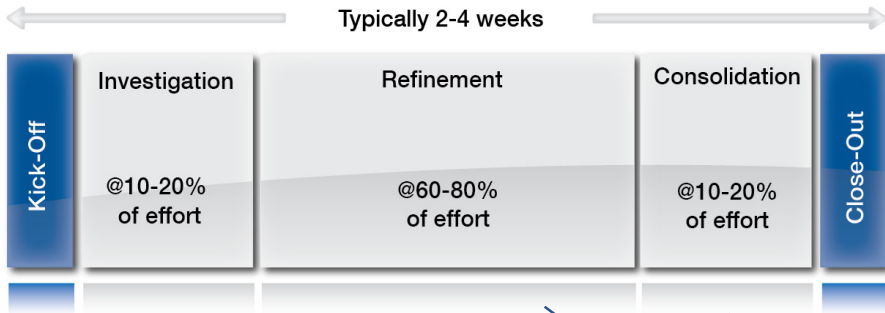 Typically 2-4 weeks
Kick-Off
Investigation
@10-20%
of effort
Refinement
@60-80%
of effort
Consolidation
@10-20%
of effort
Close-Out